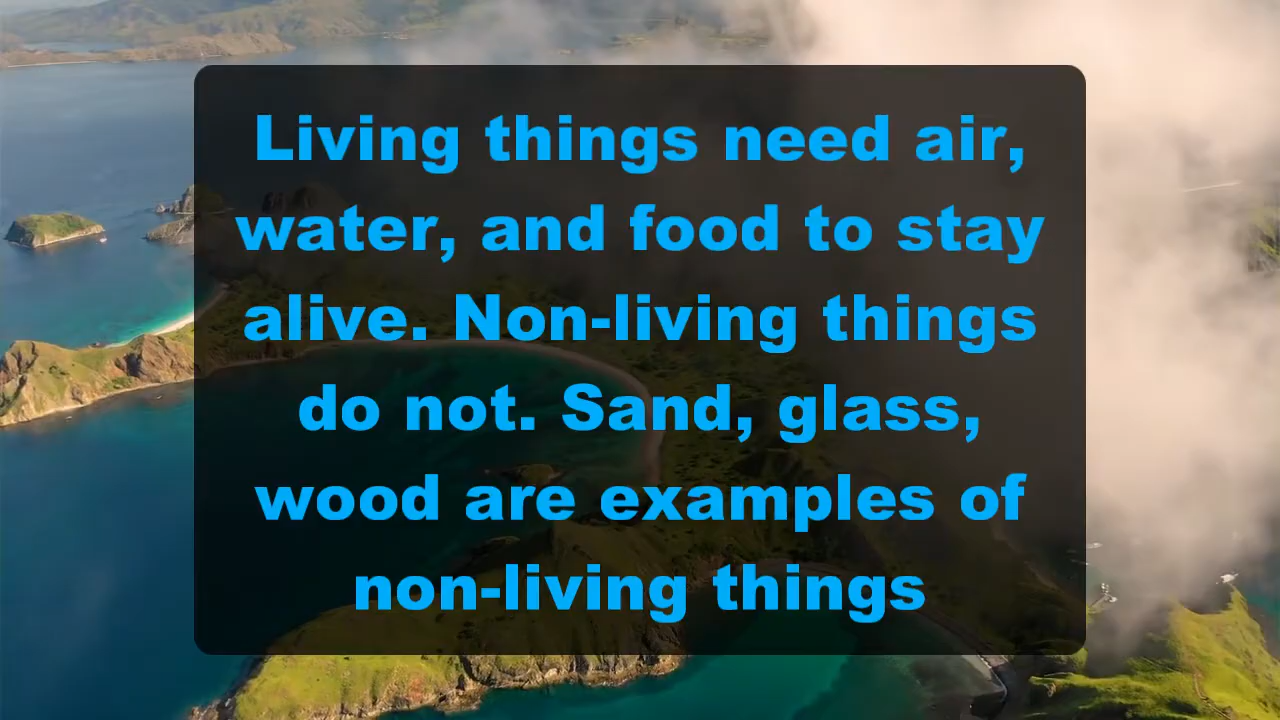 Living things need air,
water, and food to stay
alive. Non-living things
do not. Sand, glass,
wood are examples of
non-living things